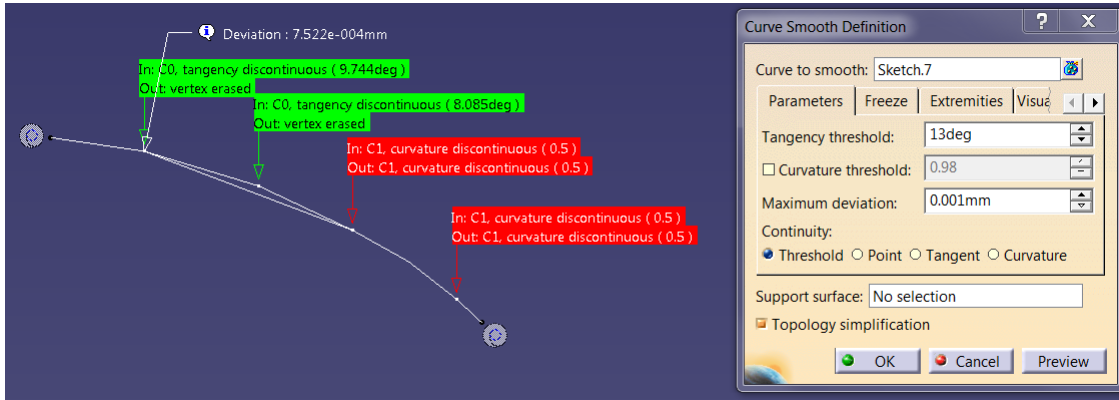 Deviation : 7.522e-004mm
In: C0, tangency discontinuous ( 9.744deg )
Out: vertex erased
In: C0, tangency discontinuous ( 8.085deg )
Out: vertex erased
In: C1, curvature discontinuous ( 0.5 )
Out: C1, curvature discontinuous ( 0.5 )
In: C1, curvature discontinuous ( 0.5 )
Out: C1, curvature discontinuous ( 0.5 )
Curve Smooth Definition
Curve to smooth: Sketch.7
Parameters Freeze Extremities Visua
Tangency threshold: 13deg
Curvature threshold: 0.98
Maximum deviation: 0.001mm
Continuity:
Threshold Point Tangent Curvature
Support surface: No selection
Topology simplification
OK Cancel Preview